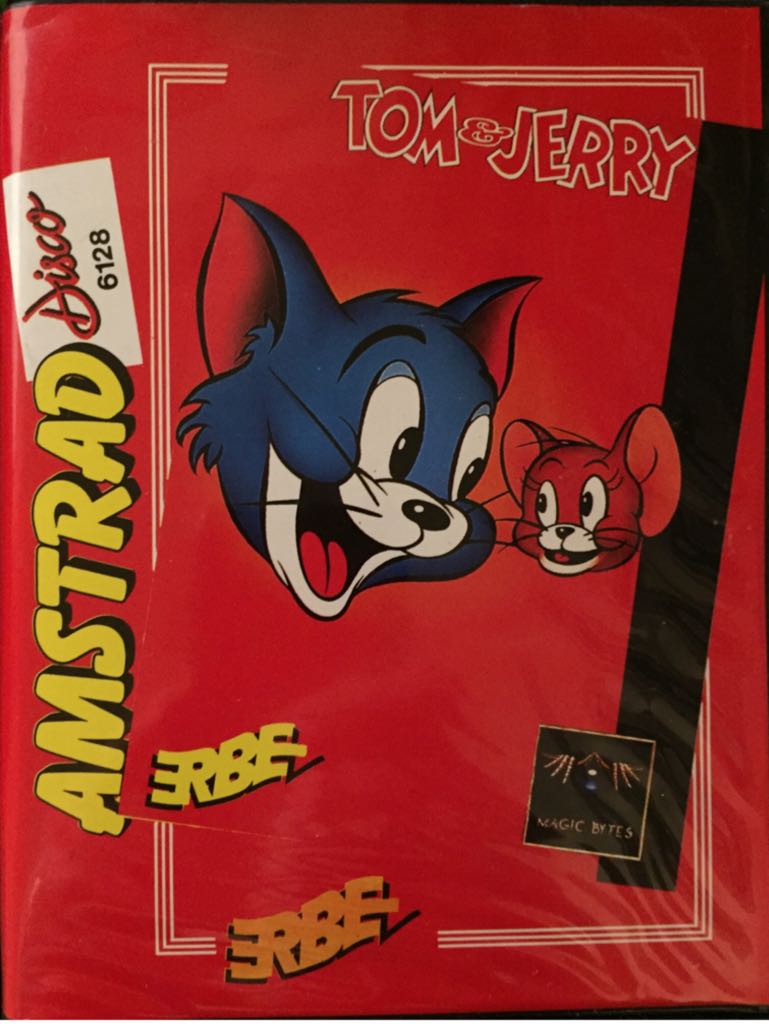 TOM & JERRY
Disco
6128
AMSTRAD
ERBE
MAGIC BYTES
ERBE